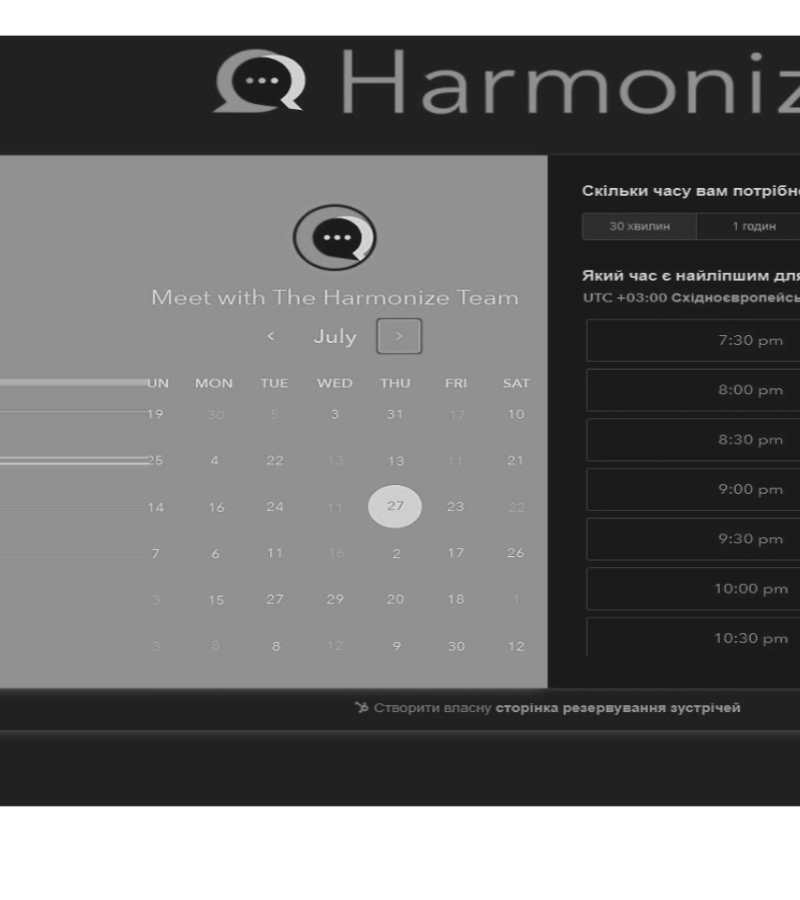 Harmoniz
Meet with The Harmonize Team
July
UN MON TUE WED THU FRI SAT
19 30 5 3 31 17 10
25 4 22 13 13 11 21
14 16 24 11 27 23 22
7 6 11 16 2 17 26
3 15 27 29 20 18 1
3 8 8 12 9 30 12
Скільки часу вам потрібно
30 хвилин 1 годин
Який час є найліпшим для
UTC +03:00 Східноєвропейсь
7:30 pm
8:00 pm
8:30 pm
9:00 pm
9:30 pm
10:00 pm
10:30 pm
Створити власну сторінка резервування зустрічей